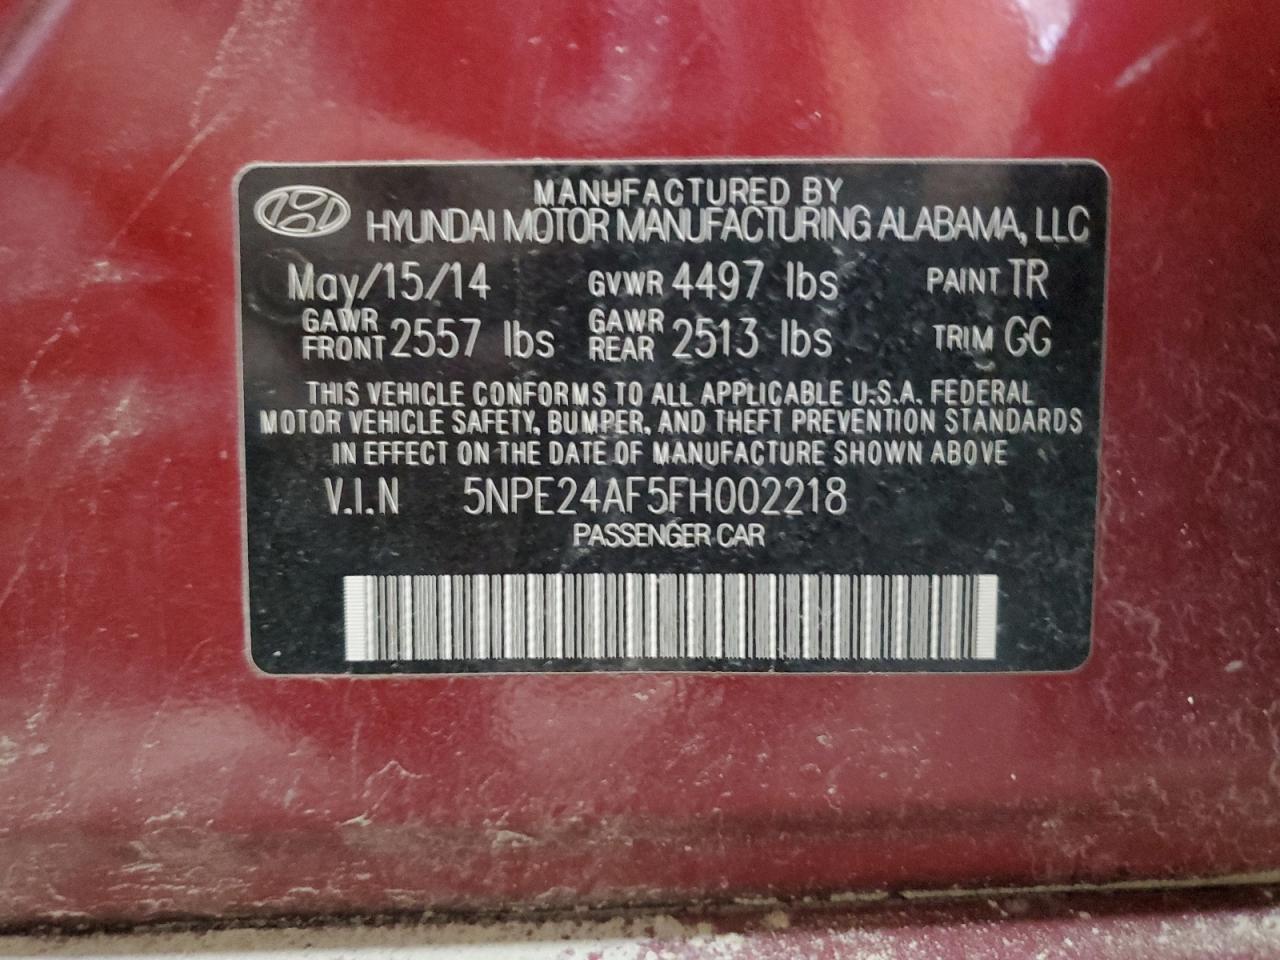 MANUFACTURED BY
HYUNDAI MOTOR MANUFACTURING ALABAMA, LLC
May/15/14 GVWR 4497 lbs PAINT TR
GAWR FRONT 2557 lbs GAWR REAR 2513 lbs TRIM GG
THIS VEHICLE CONFORMS TO ALL APPLICABLE U.S.A. FEDERAL
MOTOR VEHICLE SAFETY, BUMPER, AND THEFT PREVENTION STANDARDS
IN EFFECT ON THE DATE OF MANUFACTURE SHOWN ABOVE
V.I.N 5NPE24AF5FH002218
PASSENGER CAR